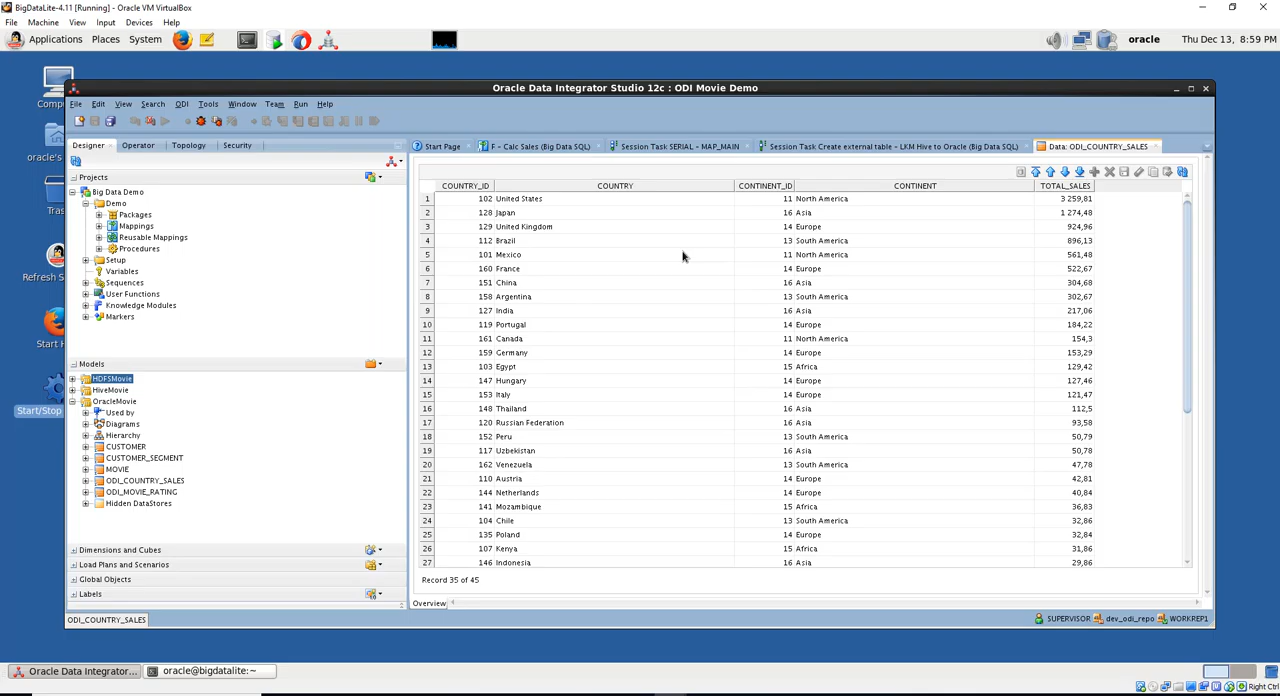 BigDataLite-4.11 [Running] - Oracle VM VirtualBox
File Machine View Input Devices Help
Applications Places System oracle Thu Dec 13, 8:59 PM
Oracle Data Integrator Studio 12c : ODI Movie Demo
File Edit View Search ODI Tools Window Team Run Help
Designer Operator Topology Security
Start Page F - Calc Sales (Big Data SQL) Session Task SERIAL - MAP_MAIN Session Task Create external table - LKM Hive to Oracle (Big Data SQL) Data: ODI_COUNTRY_SALES
Comp
oracle's
Tras
Refresh S
Start H
Start/Stop
Projects
Big Data Demo
Demo
Packages
Mappings
Reusable Mappings
Procedures
Setup
Variables
Sequences
User Functions
Knowledge Modules
Markers
Models
HDFSMovie
HiveMovie
OracleMovie
Used by
Diagrams
Hierarchy
CUSTOMER
CUSTOMER_SEGMENT
MOVIE
ODI_COUNTRY_SALES
ODI_MOVIE_RATING
Hidden DataStores
Dimensions and Cubes
Load Plans and Scenarios
Global Objects
Labels
COUNTRY_ID COUNTRY CONTINENT_ID CONTINENT TOTAL_SALES
1 102 United States 11 North America 3 259,81
2 128 Japan 16 Asia 1 274,48
3 129 United Kingdom 14 Europe 924,96
4 112 Brazil 13 South America 896,13
5 101 Mexico 11 North America 561,48
6 160 France 14 Europe 522,67
7 151 China 16 Asia 304,68
8 158 Argentina 13 South America 302,67
9 127 India 16 Asia 217,06
10 119 Portugal 14 Europe 184,22
11 161 Canada 11 North America 154,3
12 159 Germany 14 Europe 153,29
13 103 Egypt 15 Africa 129,42
14 147 Hungary 14 Europe 127,46
15 153 Italy 14 Europe 121,47
16 148 Thailand 16 Asia 112,5
17 120 Russian Federation 16 Asia 93,58
18 152 Peru 13 South America 50,79
19 117 Uzbekistan 16 Asia 50,78
20 162 Venezuela 13 South America 47,78
21 110 Austria 14 Europe 42,81
22 144 Netherlands 14 Europe 40,84
23 141 Mozambique 15 Africa 36,83
24 104 Chile 13 South America 32,86
25 135 Poland 14 Europe 32,84
26 107 Kenya 15 Africa 31,86
27 146 Indonesia 16 Asia 29,86
Record 35 of 45
Overview
ODI_COUNTRY_SALES
SUPERVISOR dev_odi_repo WORKREP1
Oracle Data Integrator... oracle@bigdatalite:~
Right Ctrl